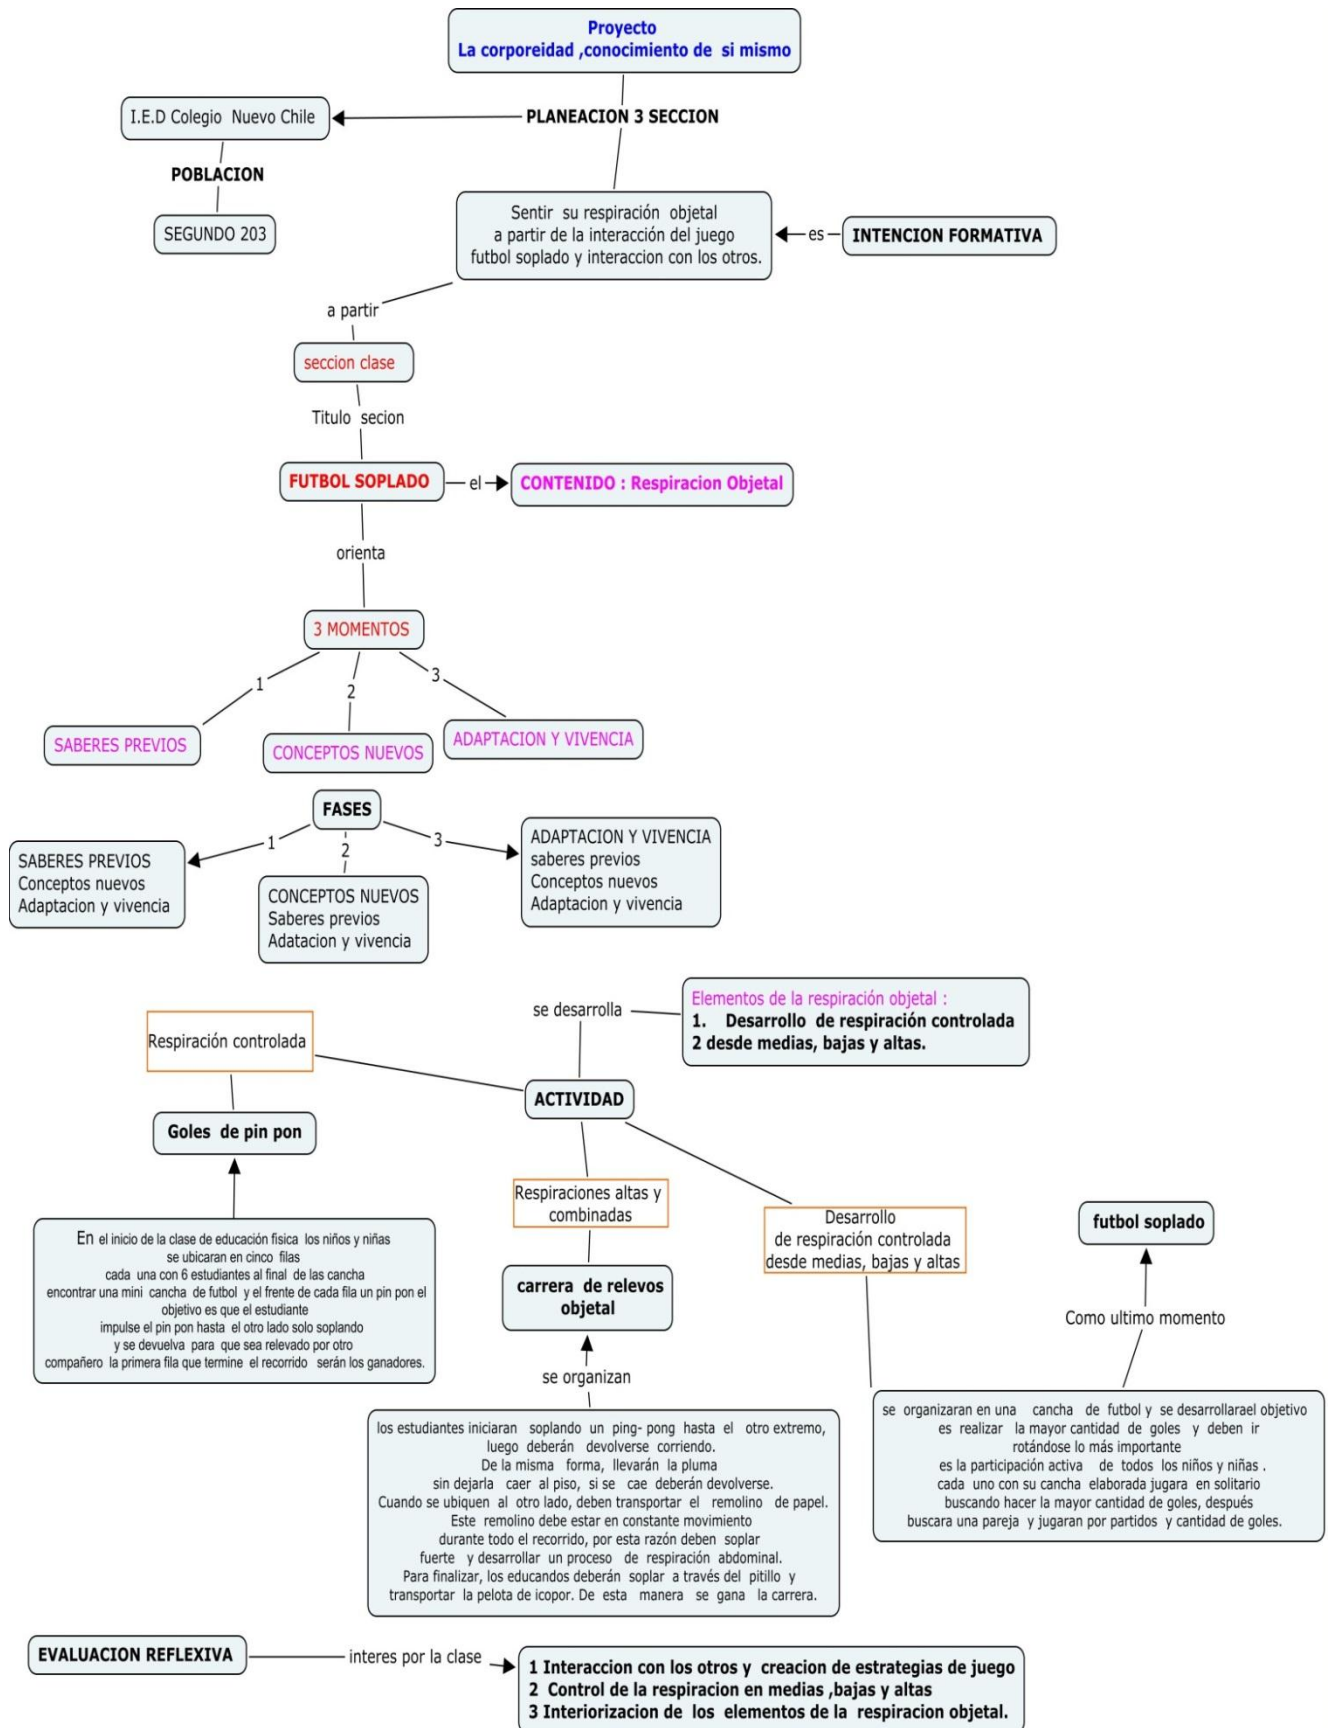 Proyecto
La corporeidad ,conocimiento de si mismo
I.E.D Colegio Nuevo Chile
PLANEACION 3 SECCION
POBLACION
SEGUNDO 203
Sentir su respiración objetal
a partir de la interacción del juego
futbol soplado y interaccion con los otros.
es
INTENCION FORMATIVA
a partir
seccion clase
Titulo secion
FUTBOL SOPLADO
el
CONTENIDO : Respiracion Objetal
orienta
3 MOMENTOS
1
2
3
SABERES PREVIOS
CONCEPTOS NUEVOS
ADAPTACION Y VIVENCIA
FASES
1
2
3
SABERES PREVIOS
Conceptos nuevos
Adaptacion y vivencia
CONCEPTOS NUEVOS
Saberes previos
Adatacion y vivencia
ADAPTACION Y VIVENCIA
saberes previos
Conceptos nuevos
Adaptacion y vivencia
se desarrolla
Elementos de la respiración objetal :
1. Desarrollo de respiración controlada
2 desde medias, bajas y altas.
Respiración controlada
ACTIVIDAD
Goles de pin pon
En el inicio de la clase de educación fisica los niños y niñas
se ubicaran en cinco filas
cada una con 6 estudiantes al final de las cancha
encontrar una mini cancha de futbol y el frente de cada fila un pin pon el
objetivo es que el estudiante
impulse el pin pon hasta el otro lado solo soplando
y se devuelva para que sea relevado por otro
compañero la primera fila que termine el recorrido serán los ganadores.
Respiraciones altas y
combinadas
carrera de relevos
objetal
se organizan
los estudiantes iniciaran soplando un ping- pong hasta el otro extremo,
luego deberán devolverse corriendo.
De la misma forma, llevarán la pluma
sin dejarla caer al piso, si se cae deberán devolverse.
Cuando se ubiquen al otro lado, deben transportar el remolino de papel.
Este remolino debe estar en constante movimiento
durante todo el recorrido, por esta razón deben soplar
fuerte y desarrollar un proceso de respiración abdominal.
Para finalizar, los educandos deberán soplar a través del pitillo y
transportar la pelota de icopor. De esta manera se gana la carrera.
Desarrollo
de respiración controlada
desde medias, bajas y altas
futbol soplado
Como ultimo momento
se organizaran en una cancha de futbol y se desarrollarael objetivo
es realizar la mayor cantidad de goles y deben ir
rotándose lo más importante
es la participación activa de todos los niños y niñas .
cada uno con su cancha elaborada jugara en solitario
buscando hacer la mayor cantidad de goles, después
buscara una pareja y jugaran por partidos y cantidad de goles.
EVALUACION REFLEXIVA
interes por la clase
1 Interaccion con los otros y creacion de estrategias de juego
2 Control de la respiracion en medias ,bajas y altas
3 Interiorizacion de los elementos de la respiracion objetal.